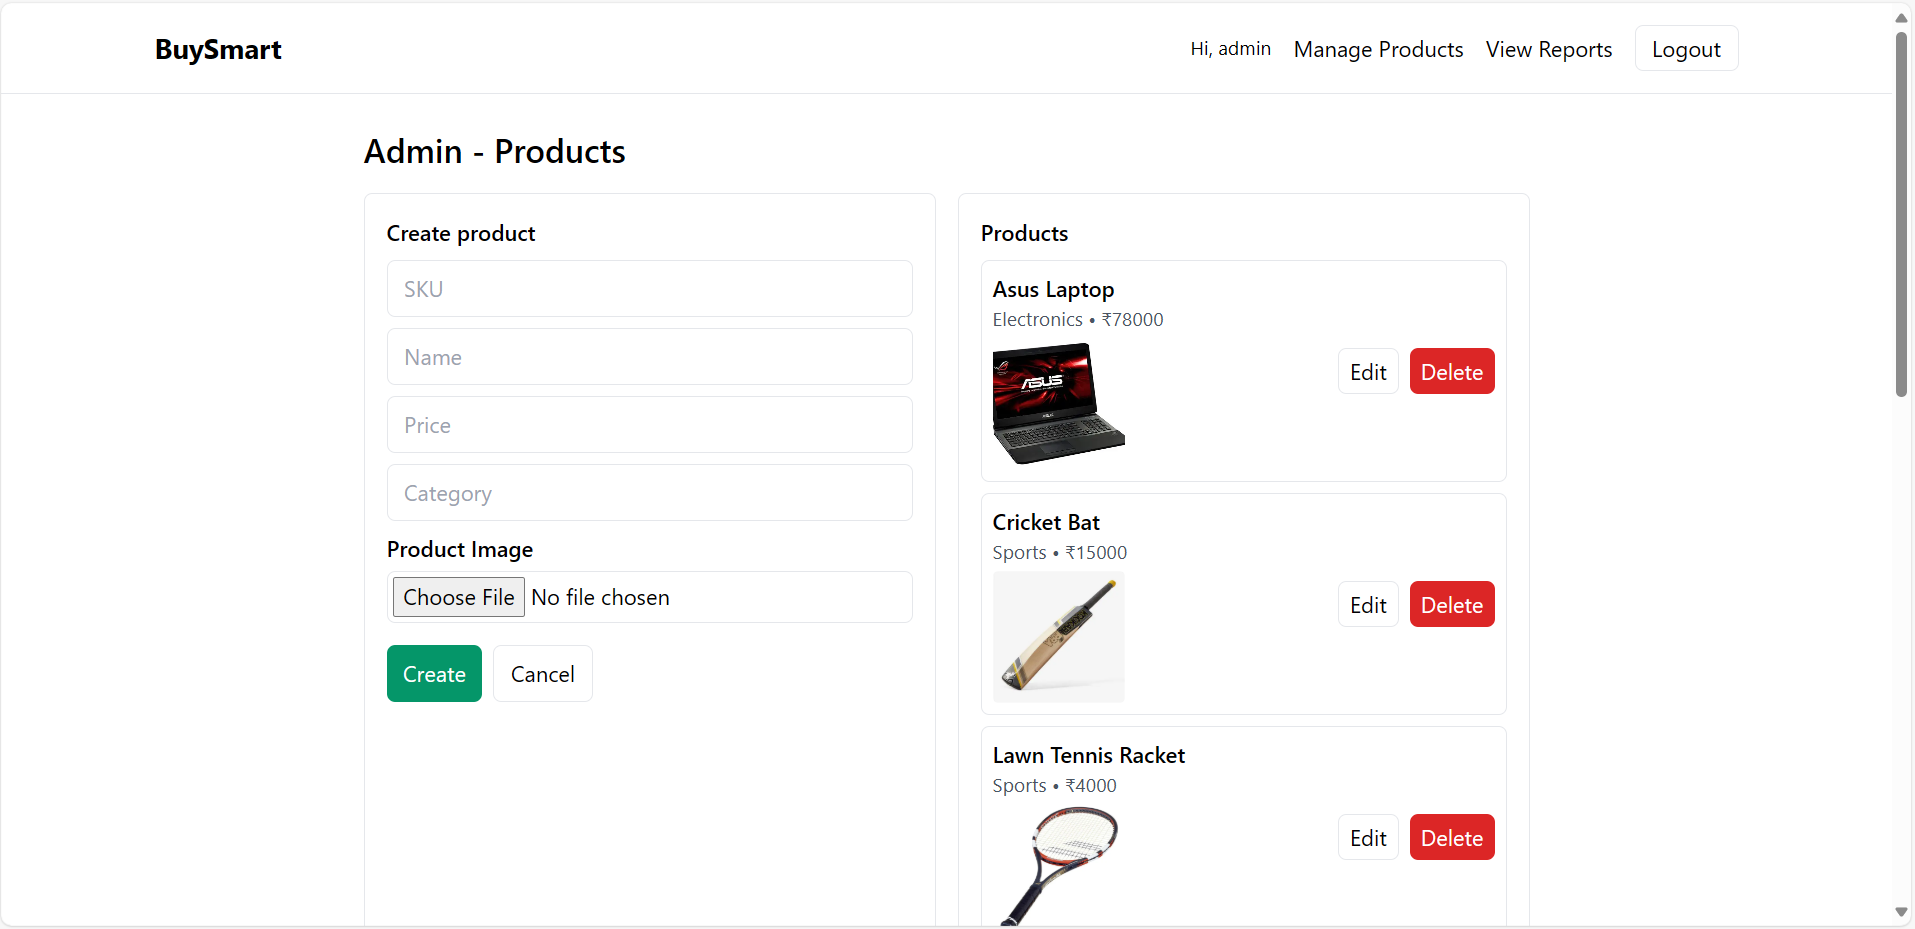 BuySmart
Hi, admin Manage Products View Reports Logout
Admin - Products
Create product
SKU
Name
Price
Category
Product Image
Choose File No file chosen
Create Cancel
Products
Asus Laptop
Electronics • ₹78000
ASUS
Edit Delete
Cricket Bat
Sports • ₹15000
Edit Delete
Lawn Tennis Racket
Sports • ₹4000
Edit Delete